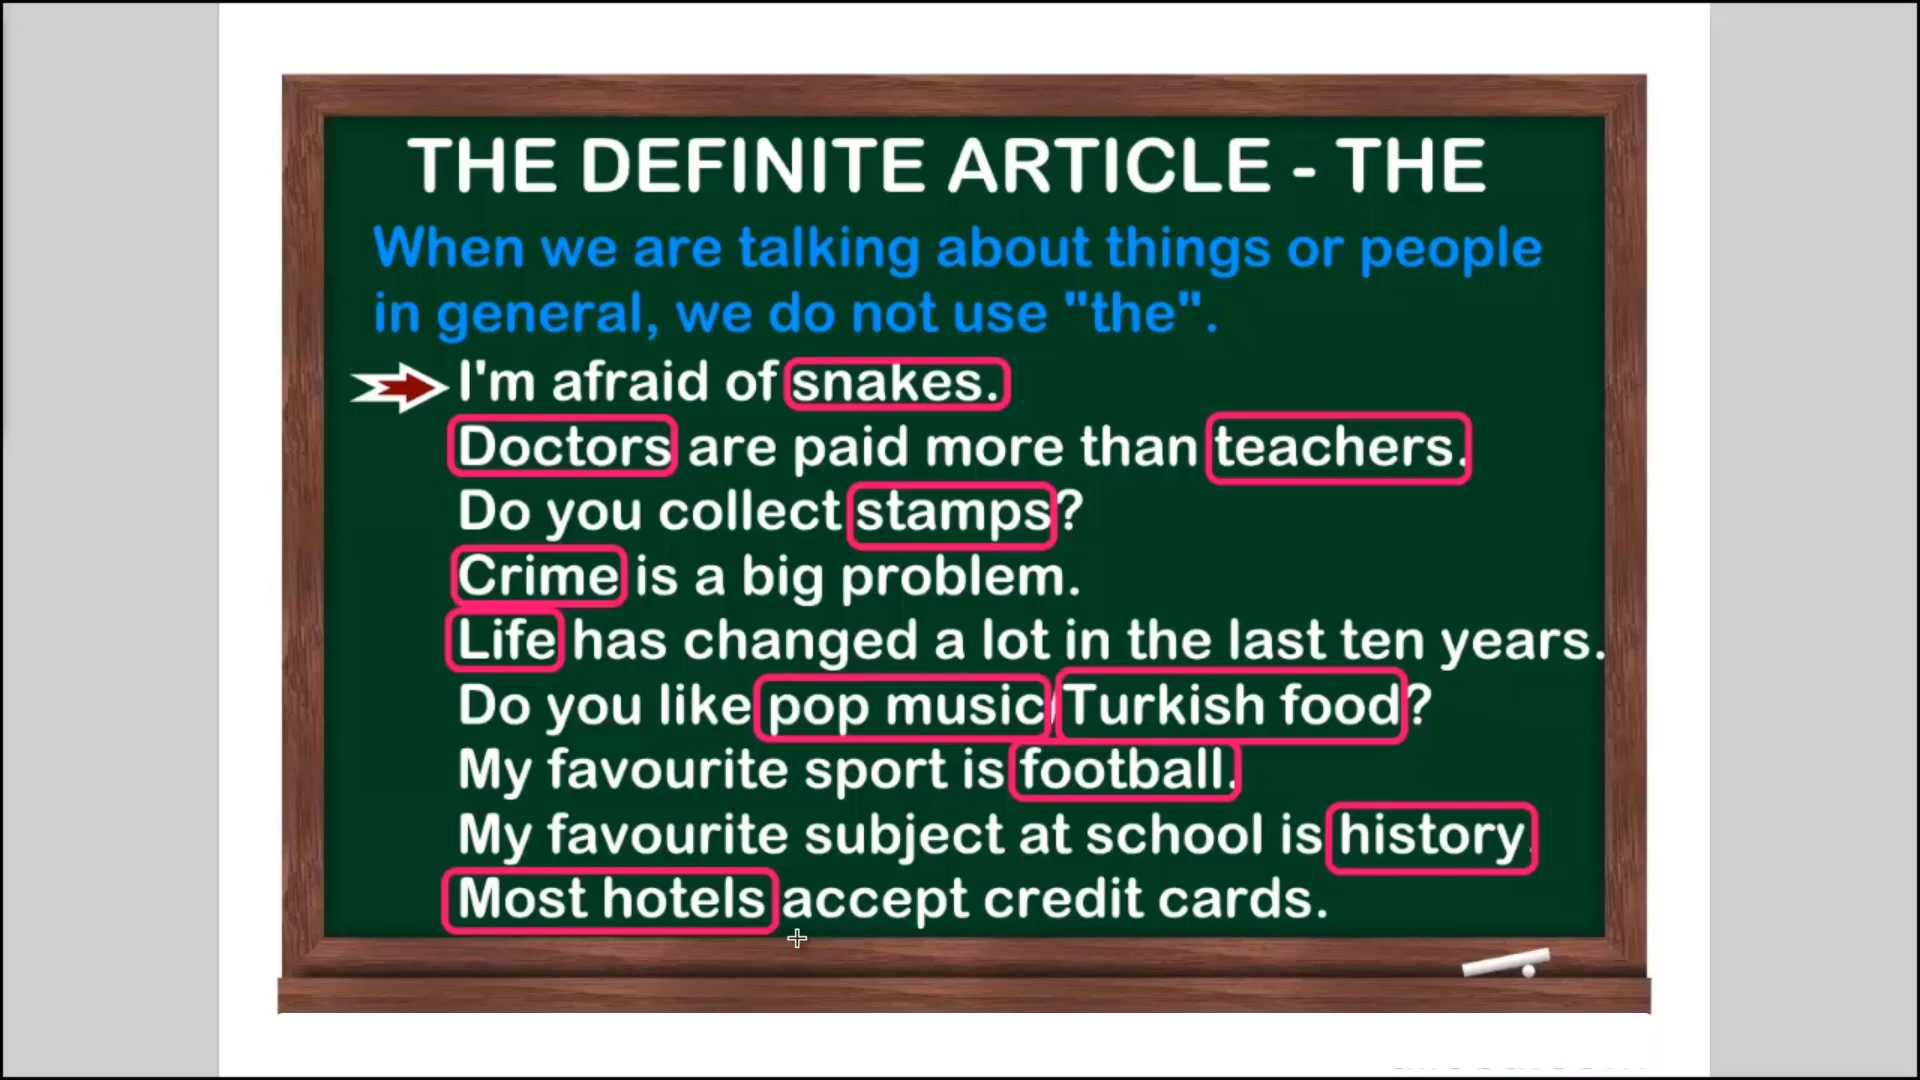 THE DEFINITE ARTICLE - THE
When we are talking about things or people
in general, we do not use "the".
I'm afraid of snakes.
Doctors are paid more than teachers.
Do you collect stamps?
Crime is a big problem.
Life has changed a lot in the last ten years.
Do you like pop music/Turkish food?
My favourite sport is football.
My favourite subject at school is history.
Most hotels accept credit cards.